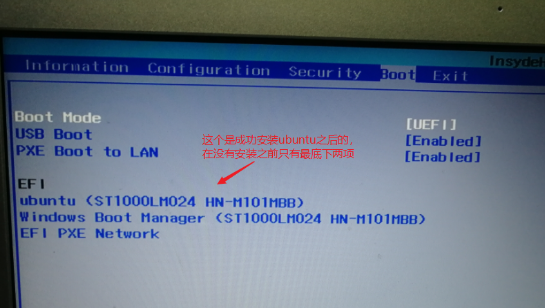 InsydeH
Information Configuration Security Boot Exit
Boot Mode [UEFI]
USB Boot [Enabled]
PXE Boot to LAN [Enabled]
这个是成功安装ubuntu之后的,
在没有安装之前只有最底下两项
EFI
ubuntu (ST1000LM024 HN-M101MBB)
Windows Boot Manager (ST1000LM024 HN-M101MBB)
EFI PXE Network